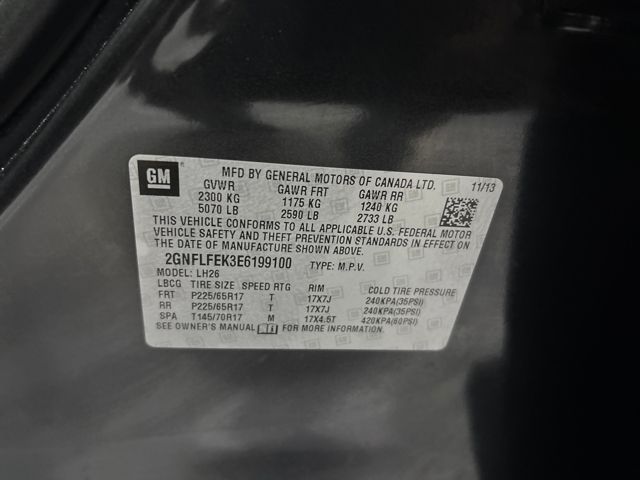 GM
MFD BY GENERAL MOTORS OF CANADA LTD. 11/13
GVWR GAWR FRT GAWR RR
2300 KG 1175 KG 1240 KG
5070 LB 2590 LB 2733 LB
THIS VEHICLE CONFORMS TO ALL APPLICABLE U.S. FEDERAL MOTOR
VEHICLE SAFETY AND THEFT PREVENTION STANDARDS IN EFFECT ON
THE DATE OF MANUFACTURE SHOWN ABOVE.
2GNFLFEK3E6199100 TYPE: M.P.V.
MODEL: LH26
LBCG TIRE SIZE SPEED RTG RIM COLD TIRE PRESSURE
FRT P225/65R17 T 17X7J 240KPA(35PSI)
RR P225/65R17 T 17X7J 240KPA(35PSI)
SPA T145/70R17 M 17X4.5T 420KPA(60PSI)
SEE OWNER'S MANUAL FOR MORE INFORMATION.